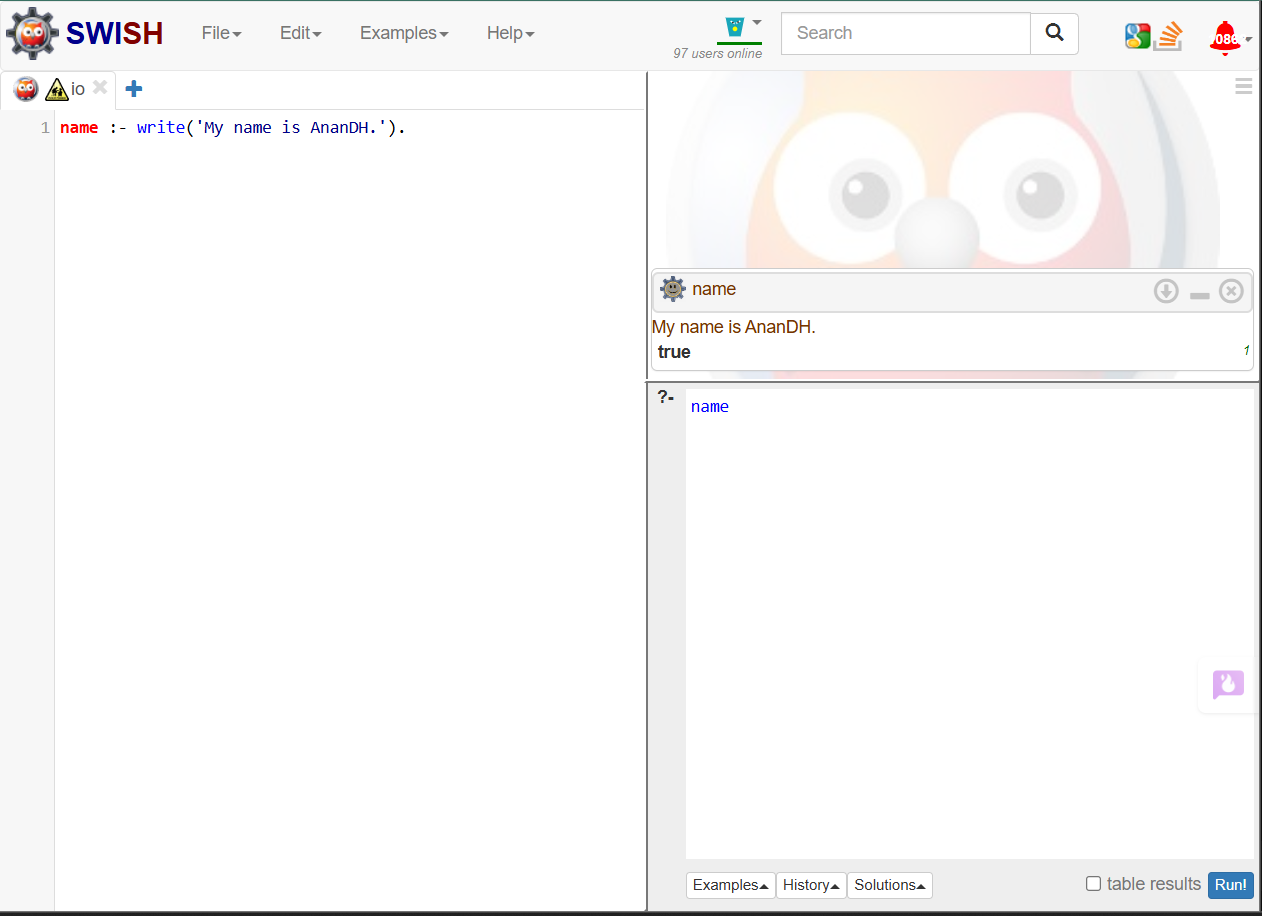 SWISH File Edit Examples Help 97 users online Search
io
1 name :- write('My name is AnanDH.').
name
My name is AnanDH.
true 1
?- name
Examples History Solutions table results Run!